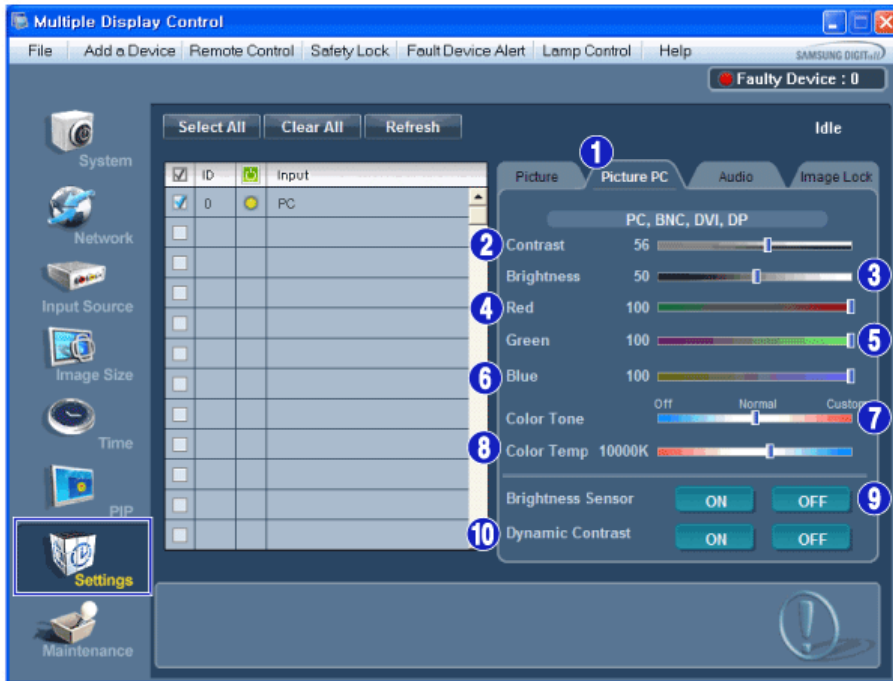 Multiple Display Control
File Add a Device Remote Control Safety Lock Fault Device Alert Lamp Control Help SAMSUNG DIGITall
Faulty Device : 0
Select All Clear All Refresh Idle
System
Network
Input Source
Image Size
Time
PIP
Settings
Maintenance
ID Input
0 PC
1
Picture Picture PC Audio Image Lock
PC, BNC, DVI, DP
2 Contrast 56
Brightness 50 3
4 Red 100
Green 100 5
6 Blue 100
Off Normal Custom
Color Tone 7
8 Color Temp 10000K
Brightness Sensor ON OFF 9
10 Dynamic Contrast ON OFF